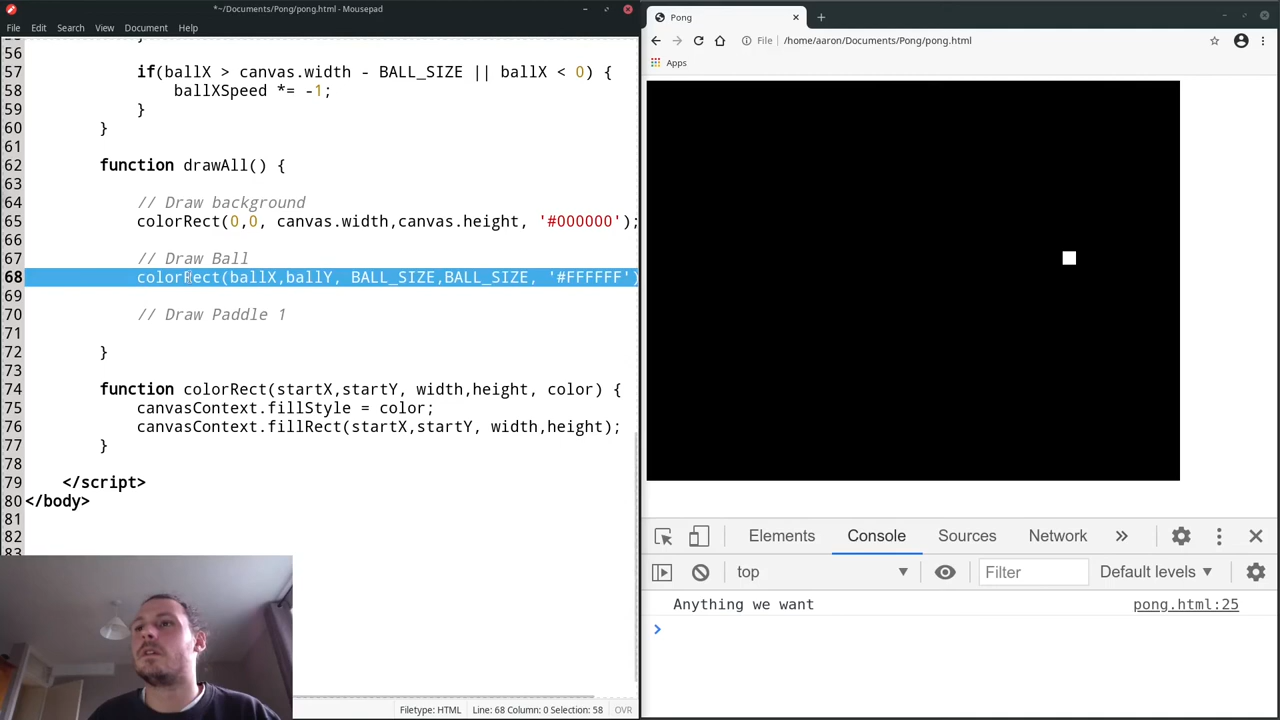 *~/Documents/Pong/pong.html - Mousepad
File Edit Search View Document Help
56
57 if(ballX > canvas.width - BALL_SIZE || ballX < 0) {
58 ballXSpeed *= -1;
59 }
60 }
61
62 function drawAll() {
63
64 // Draw background
65 colorRect(0,0, canvas.width,canvas.height, '#000000');
66
67 // Draw Ball
68 colorRect(ballX,ballY, BALL_SIZE,BALL_SIZE, '#FFFFFF')
69
70 // Draw Paddle 1
71
72 }
73
74 function colorRect(startX,startY, width,height, color) {
75 canvasContext.fillStyle = color;
76 canvasContext.fillRect(startX,startY, width,height);
77 }
78
79 </script>
80 </body>
81
82
83
Filetype: HTML Line: 68 Column: 0 Selection: 58 OVR
Pong
File /home/aaron/Documents/Pong/pong.html
Apps
Elements Console Sources Network
top Filter Default levels
Anything we want pong.html:25